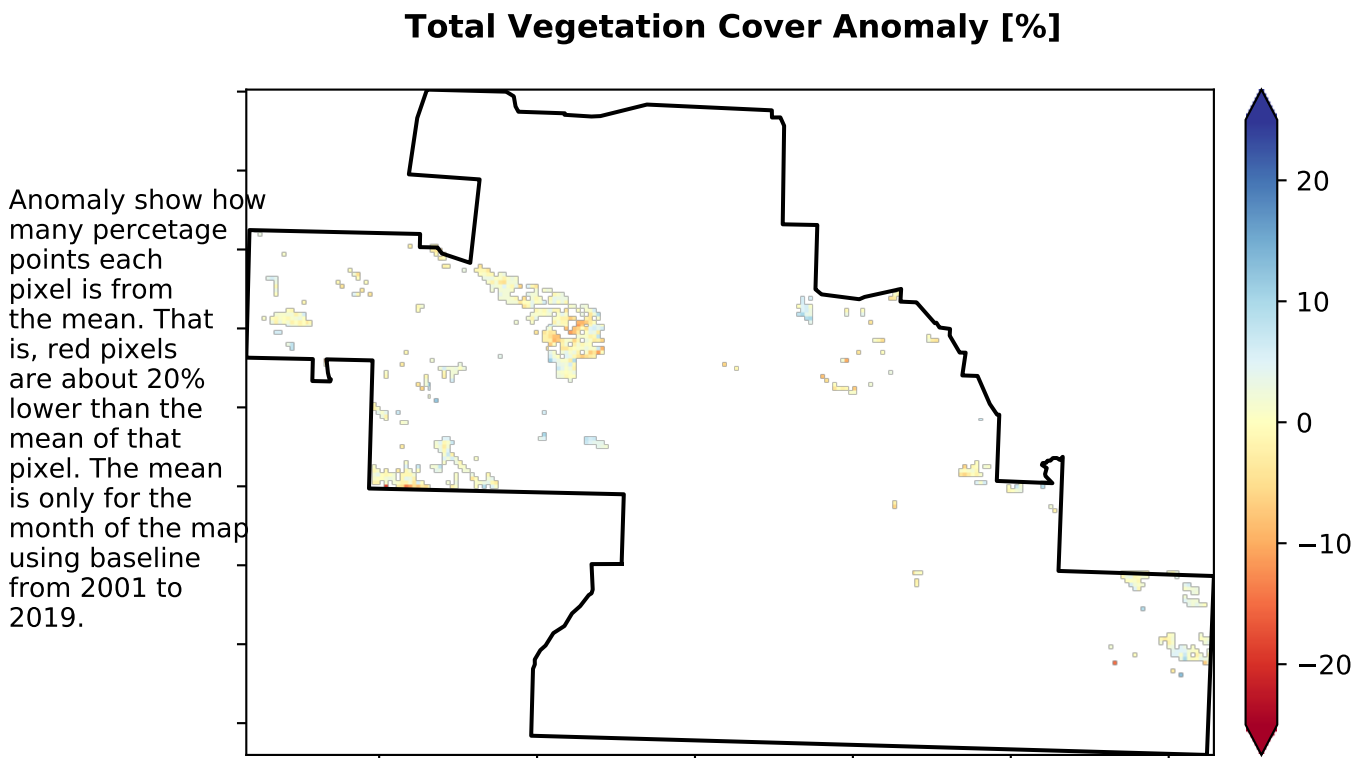 Total Vegetation Cover Anomaly [%]
Anomaly show how
many percetage
points each
pixel is from
the mean. That
is, red pixels
are about 20%
lower than the
mean of that
pixel. The mean
is only for the
month of the map
using baseline
from 2001 to
2019.
20
10
0
−10
−20